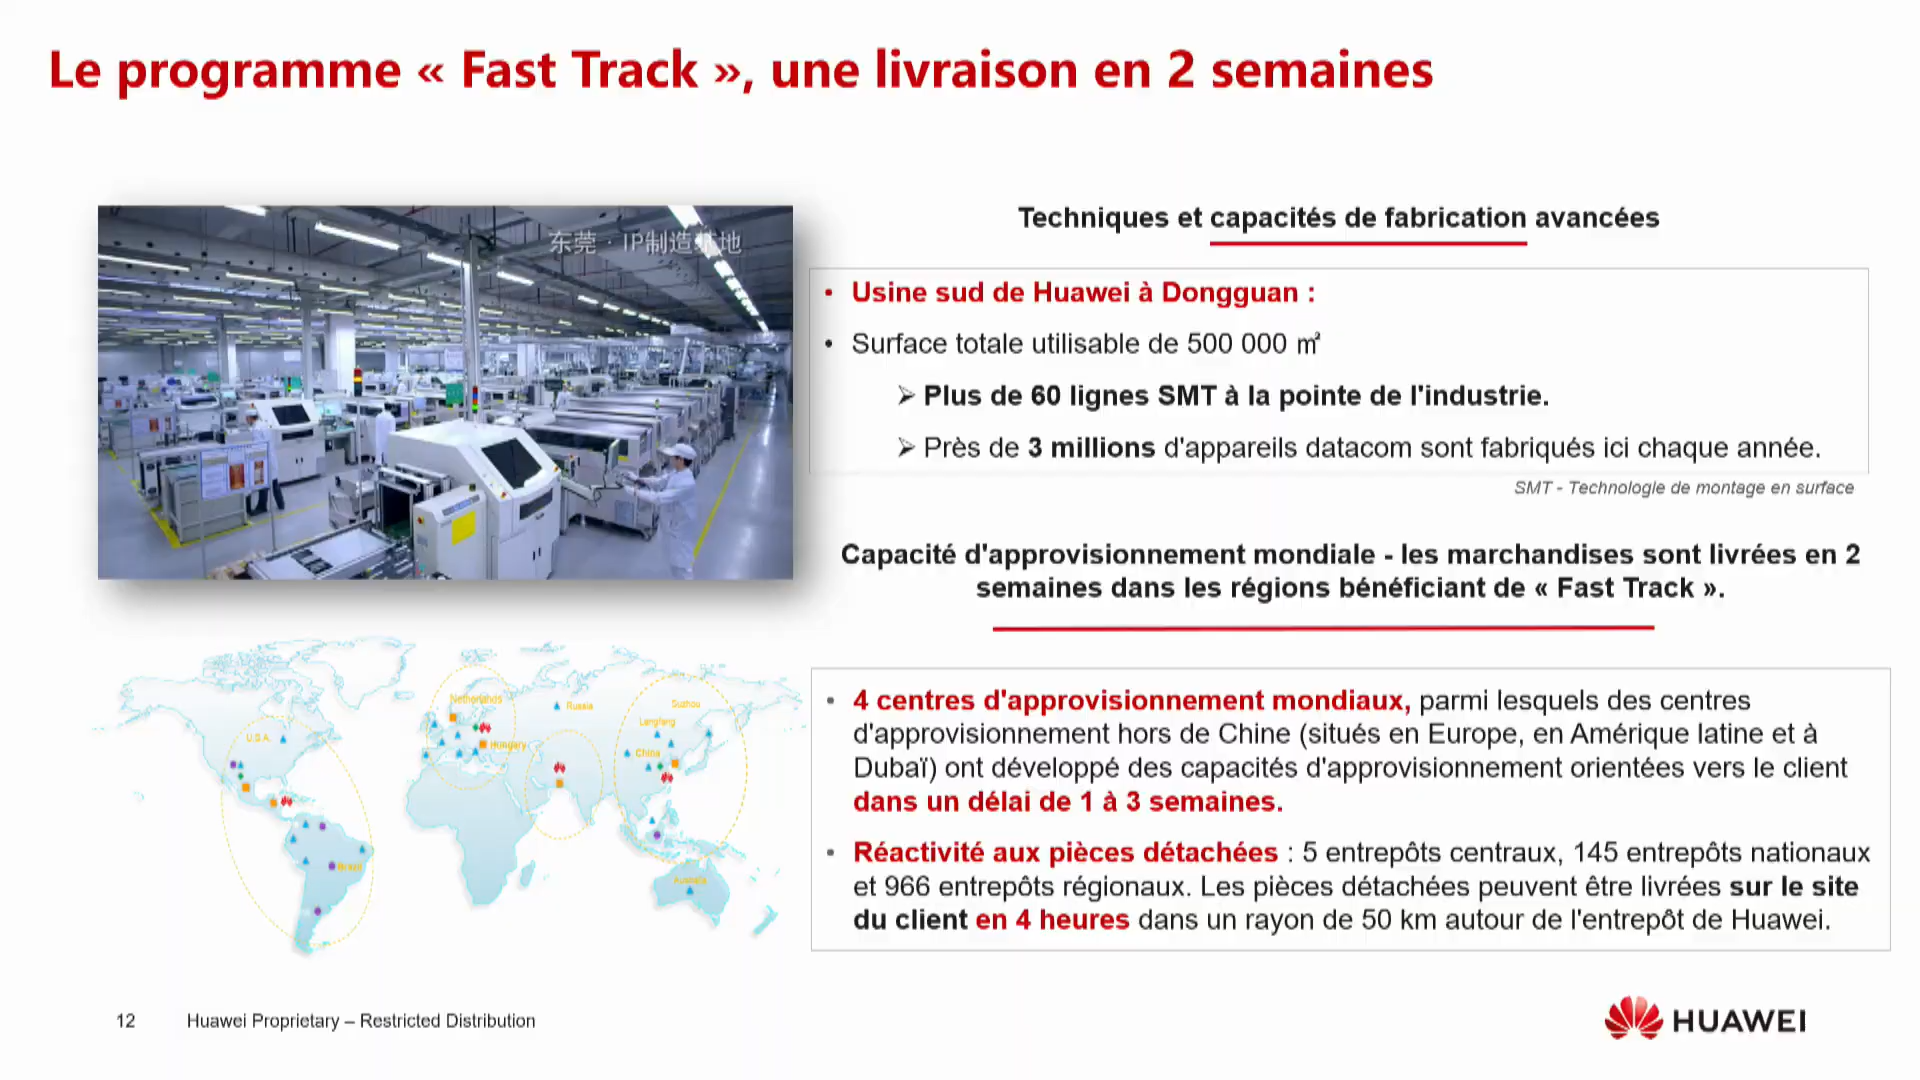 Le programme « Fast Track », une livraison en 2 semaines
东莞 · IP制造基地
Techniques et capacités de fabrication avancées
• Usine sud de Huawei à Dongguan :
• Surface totale utilisable de 500 000 ㎡
➢ Plus de 60 lignes SMT à la pointe de l'industrie.
➢ Près de 3 millions d'appareils datacom sont fabriqués ici chaque année.
SMT - Technologie de montage en surface
Capacité d'approvisionnement mondiale - les marchandises sont livrées en 2
semaines dans les régions bénéficiant de « Fast Track ».
Netherlands
Russia
Suzhou
Langfang
U.S.A.
Hungary
China
Brazil
Australia
• 4 centres d'approvisionnement mondiaux, parmi lesquels des centres
d'approvisionnement hors de Chine (situés en Europe, en Amérique latine et à
Dubaï) ont développé des capacités d'approvisionnement orientées vers le client
dans un délai de 1 à 3 semaines.
• Réactivité aux pièces détachées : 5 entrepôts centraux, 145 entrepôts nationaux
et 966 entrepôts régionaux. Les pièces détachées peuvent être livrées sur le site
du client en 4 heures dans un rayon de 50 km autour de l'entrepôt de Huawei.
12
Huawei Proprietary – Restricted Distribution
HUAWEI